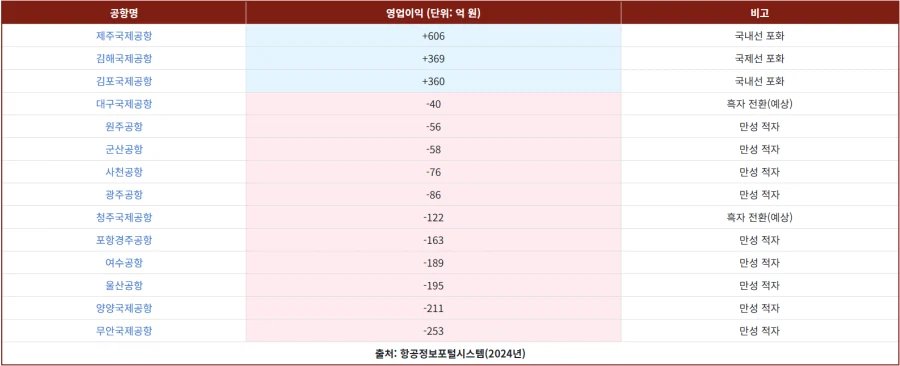 공항명 영업이익 (단위: 억 원) 비고
제주국제공항 +606 국내선 포화
김해국제공항 +369 국제선 포화
김포국제공항 +360 국내선 포화
대구국제공항 -40 흑자 전환(예상)
원주공항 -56 만성 적자
군산공항 -58 만성 적자
사천공항 -76 만성 적자
광주공항 -86 만성 적자
청주국제공항 -122 흑자 전환(예상)
포항경주공항 -163 만성 적자
여수공항 -189 만성 적자
울산공항 -195 만성 적자
양양국제공항 -211 만성 적자
무안국제공항 -253 만성 적자
출처: 항공정보포털시스템(2024년)